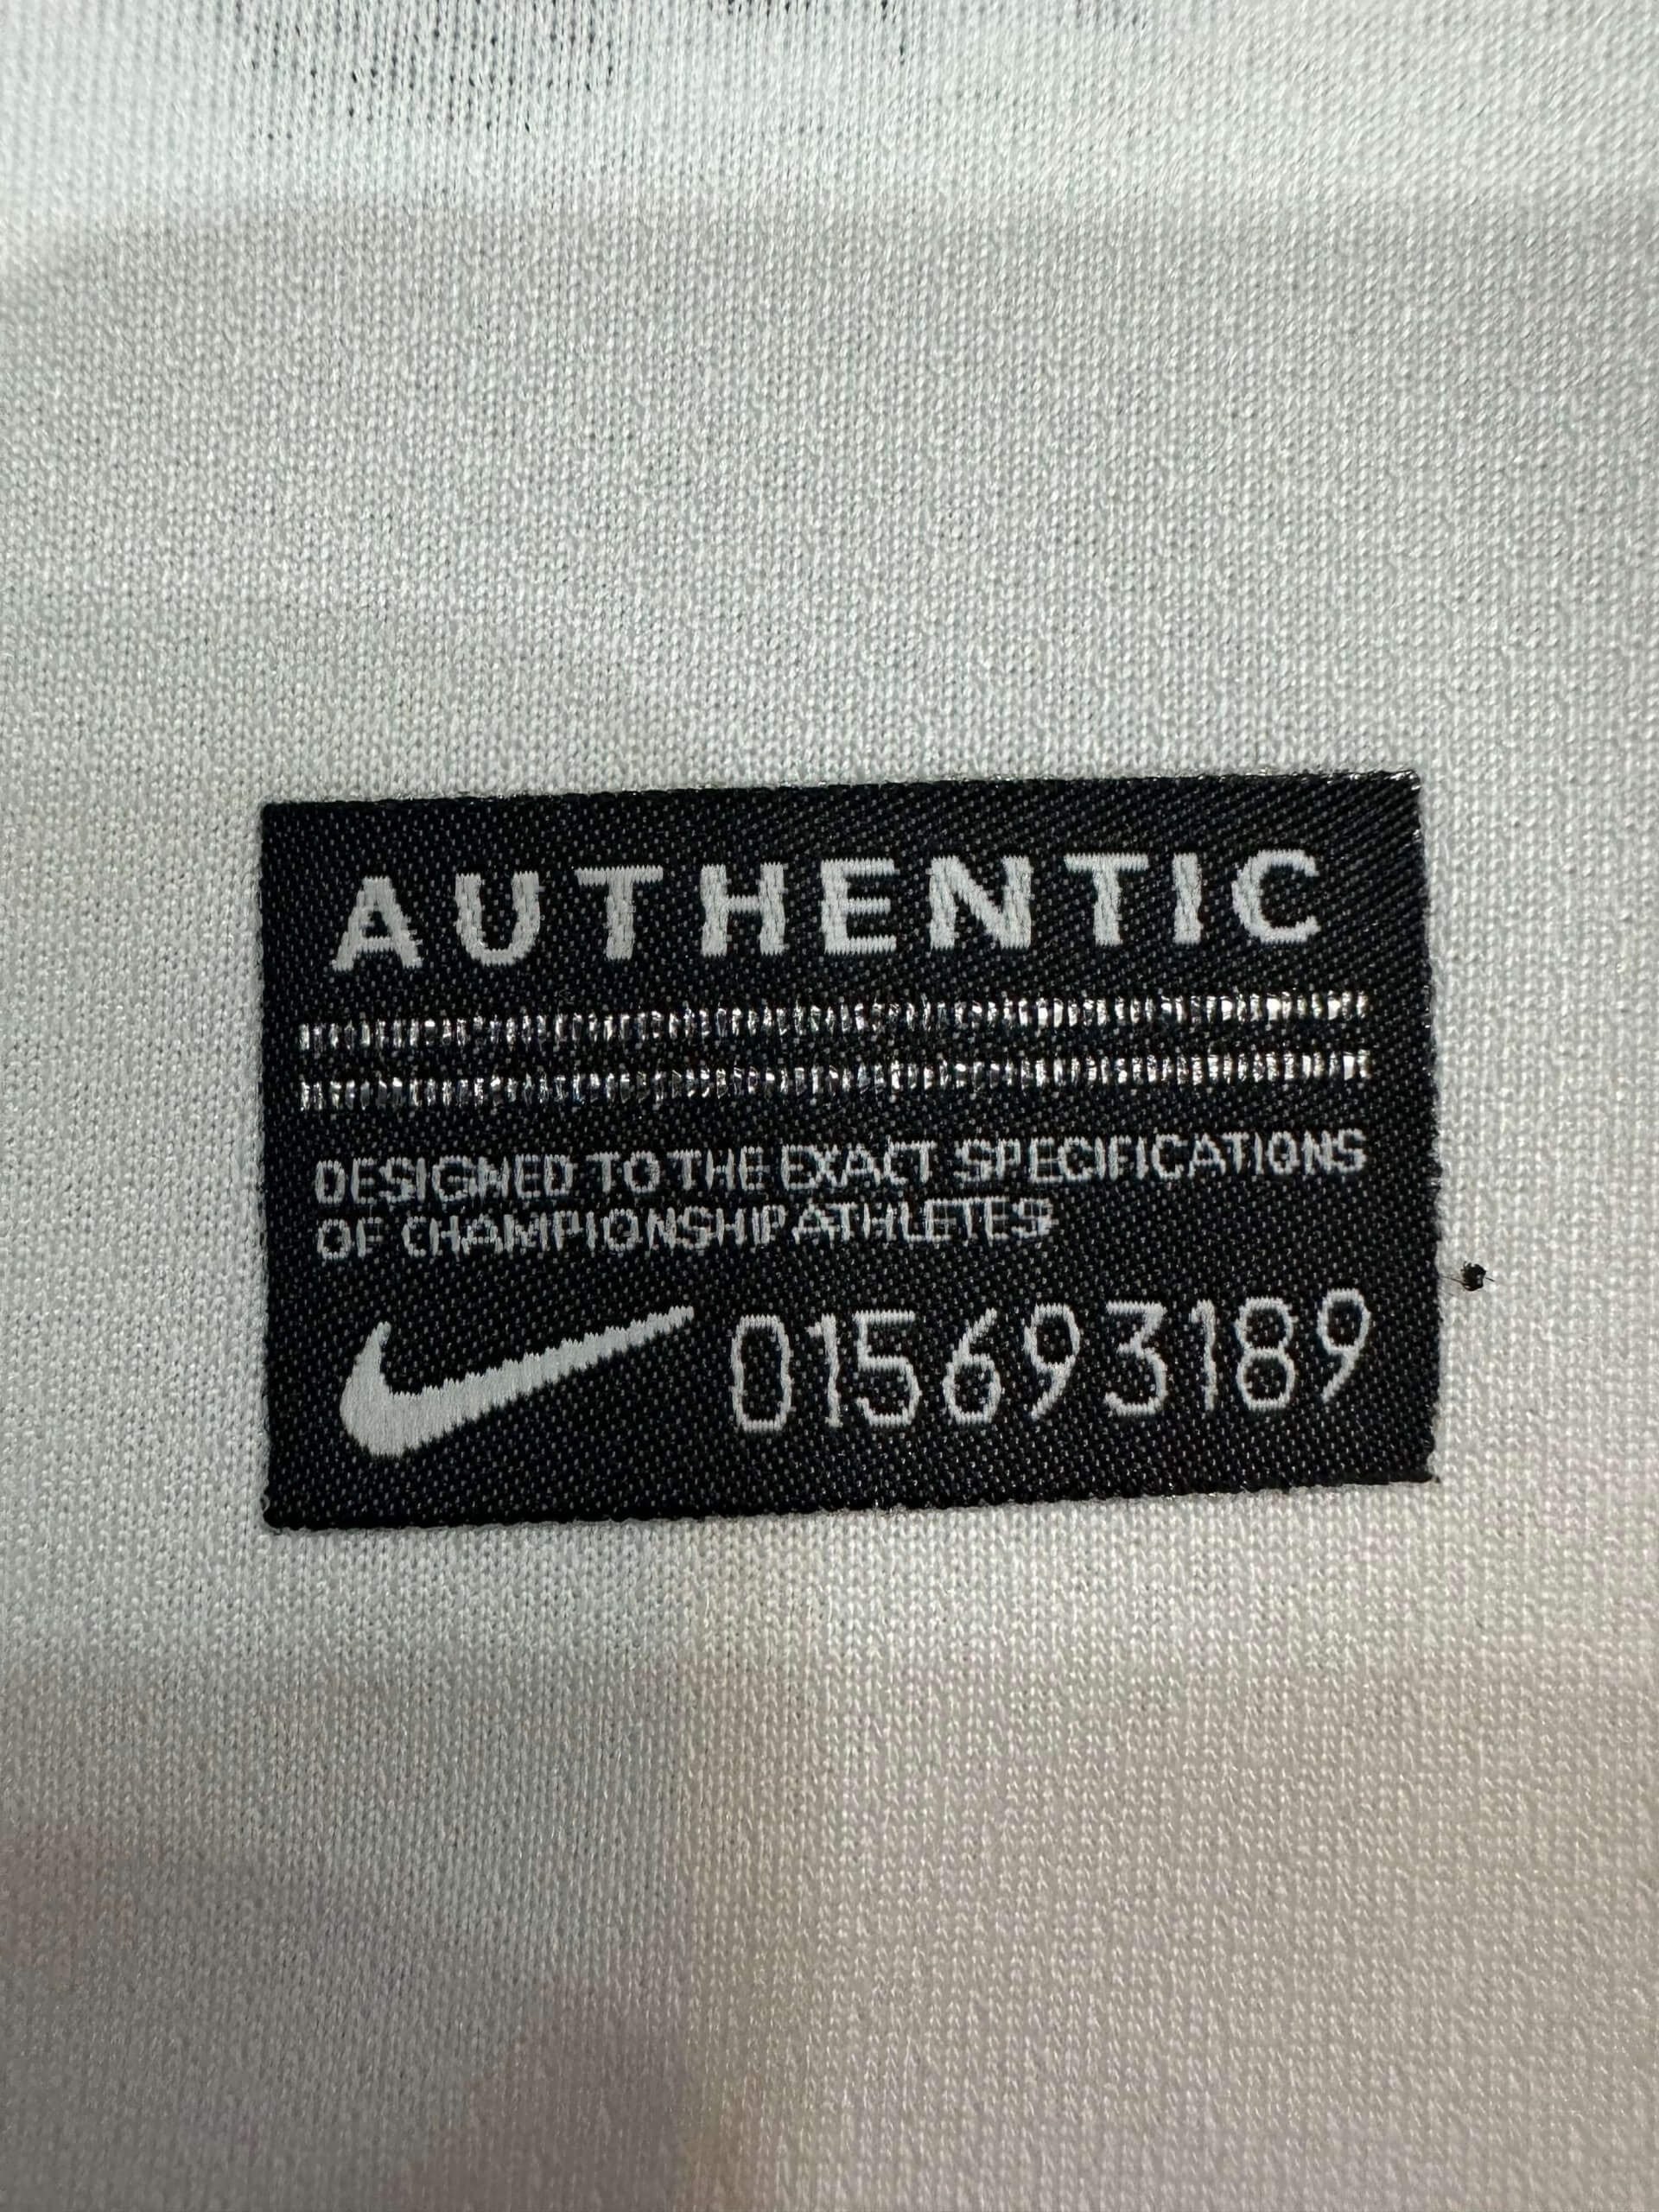 AUTHENTIC
DESIGNED TO THE EXACT SPECIFICATIONS
OF CHAMPIONSHIP ATHLETES
015693189